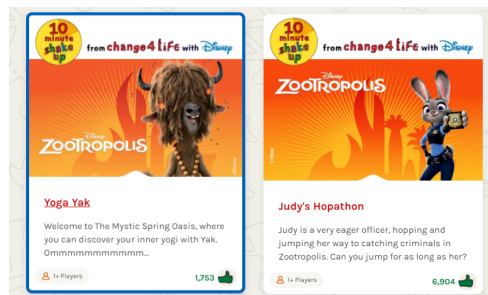 10 minute shake up
from change4life with Disney
Disney
ZOOTROPOLIS
Yoga Yak
Welcome to The Mystic Spring Oasis, where
you can discover your inner yogi with Yak.
Ommmmmmmmmmm...
1+ Players
1,753
10 minute shake up
from change4life with Disney
Disney
ZOOTROPOLIS
Judy's Hopathon
Judy is a very eager officer, hopping and
jumping her way to catching criminals in
Zootropolis. Can you jump for as long as her?
1+ Players
6,904